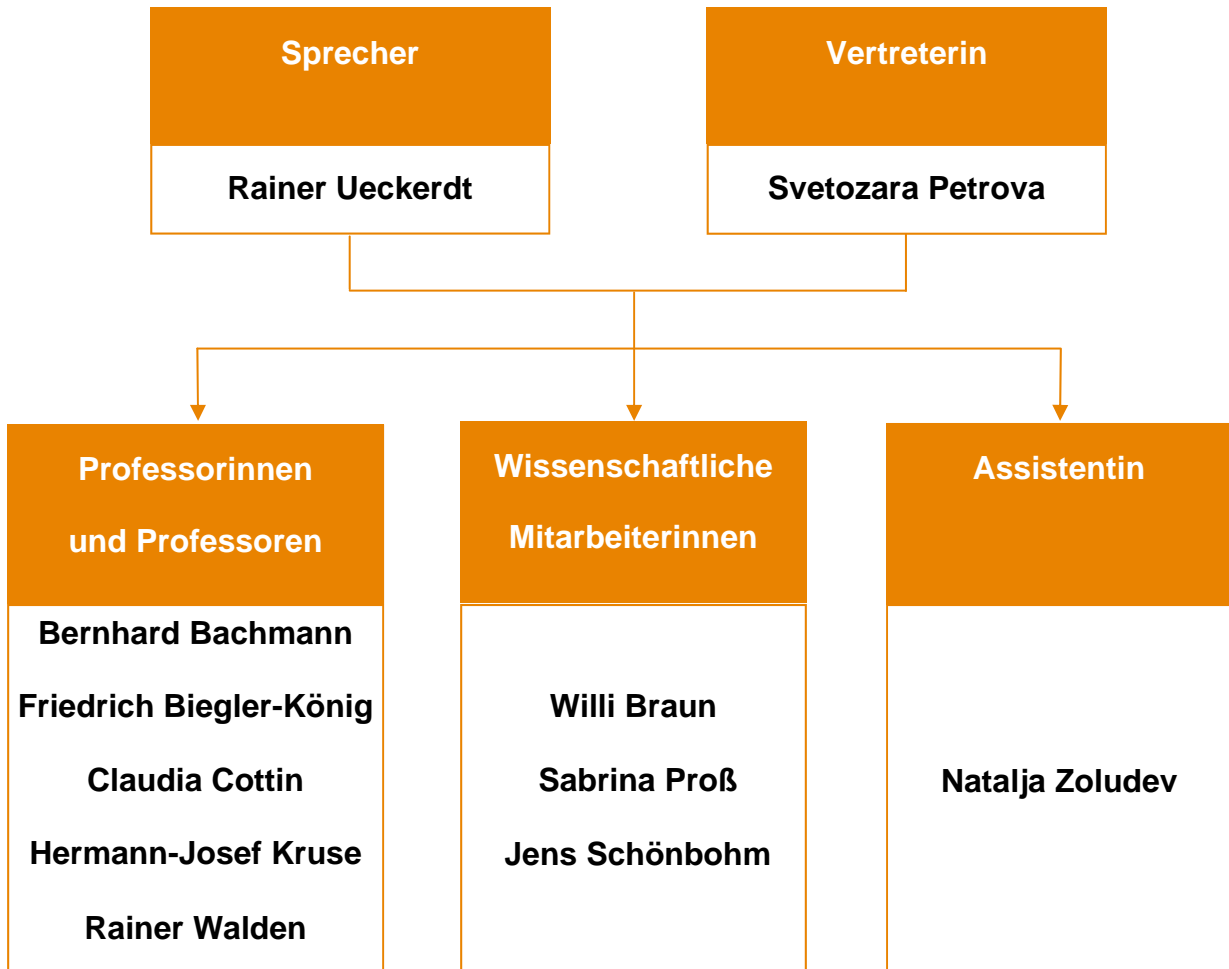 Sprecher
Vertreterin
Rainer Ueckerdt
Svetozara Petrova
Professorinnen
und Professoren
Bernhard Bachmann
Friedrich Biegler-König
Claudia Cottin
Hermann-Josef Kruse
Rainer Walden
Wissenschaftliche
Mitarbeiterinnen
Willi Braun
Sabrina Proß
Jens Schönbohm
Assistentin
Natalja Zoludev